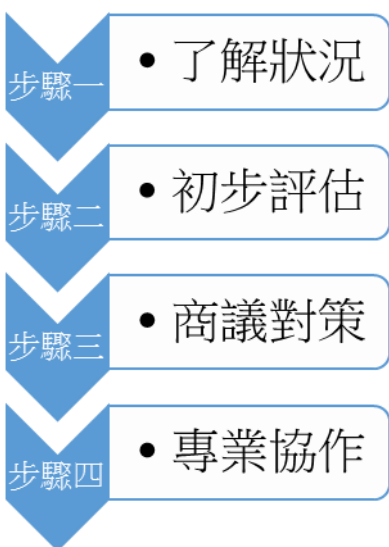 步驟一
• 了解狀況
步驟二
• 初步評估
步驟三
• 商議對策
步驟四
• 專業協作